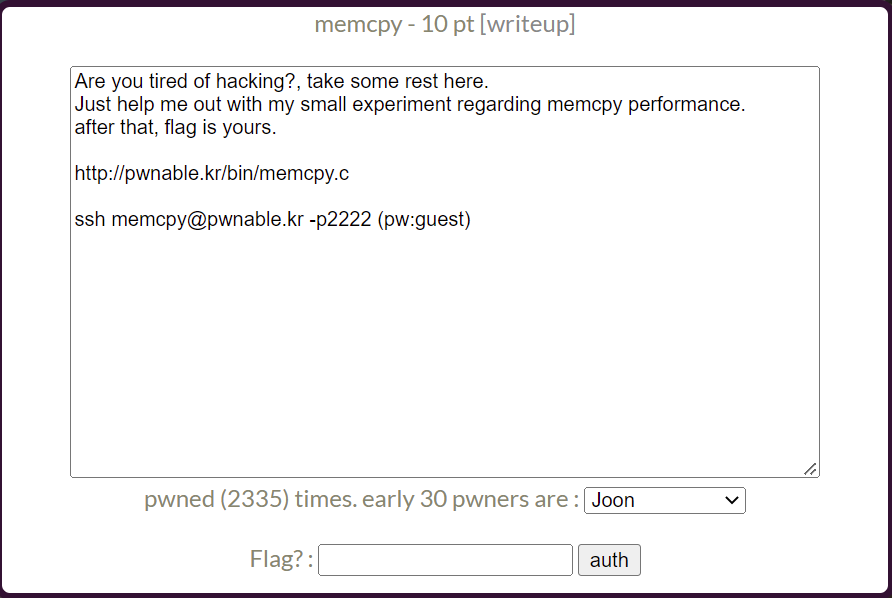 memcpy - 10 pt [writeup]
Are you tired of hacking?, take some rest here.
Just help me out with my small experiment regarding memcpy performance.
after that, flag is yours.
http://pwnable.kr/bin/memcpy.c
ssh memcpy@pwnable.kr -p2222 (pw:guest)
pwned (2335) times. early 30 pwners are : Joon
Flag? : auth